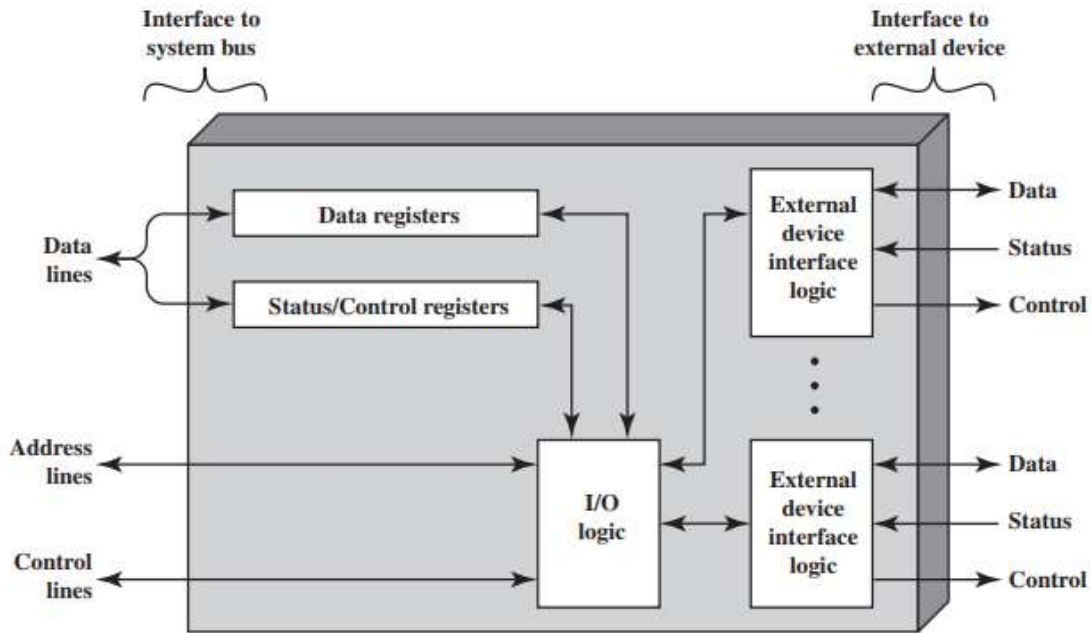 Interface to
system bus
Interface to
external device
Data registers
Status/Control registers
Data
lines
Address
lines
Control
lines
I/O
logic
External
device
interface
logic
Data
Status
Control
External
device
interface
logic
Data
Status
Control